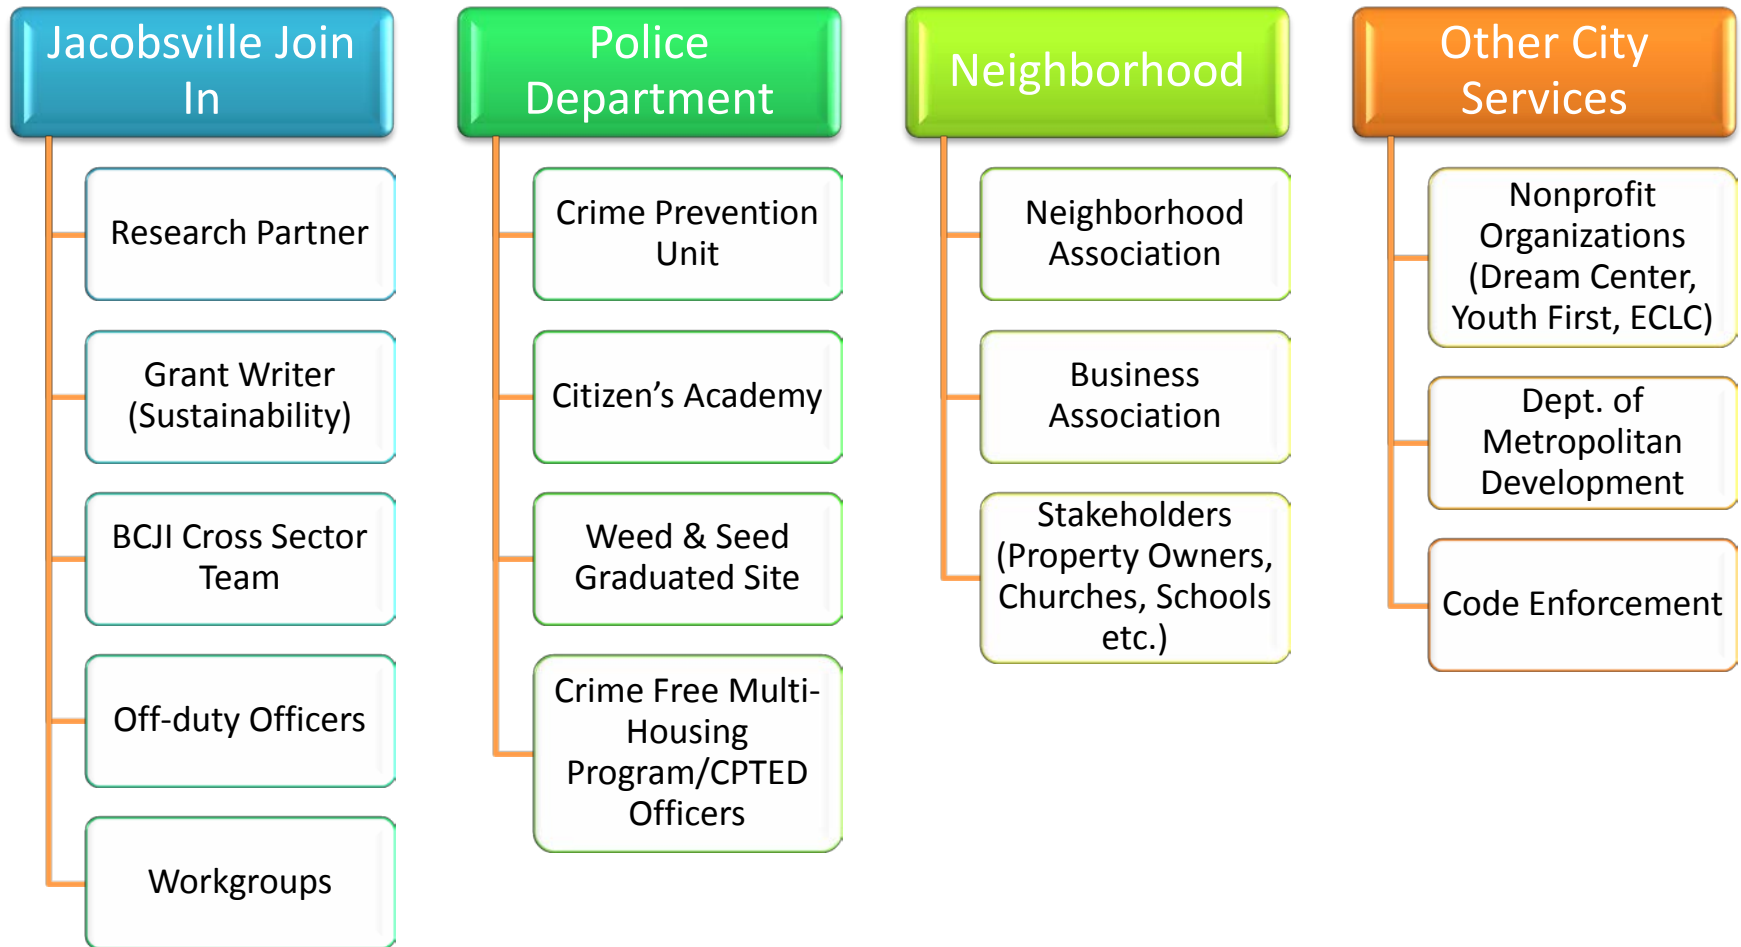 Jacobsville Join
In
Research Partner
Grant Writer
(Sustainability)
BCJI Cross Sector
Team
Off-duty Officers
Workgroups
Police
Department
Crime Prevention
Unit
Citizen’s Academy
Weed & Seed
Graduated Site
Crime Free Multi-
Housing
Program/CPTED
Officers
Neighborhood
Neighborhood
Association
Business
Association
Stakeholders
(Property Owners,
Churches, Schools
etc.)
Other City
Services
Nonprofit
Organizations
(Dream Center,
Youth First, ECLC)
Dept. of
Metropolitan
Development
Code Enforcement